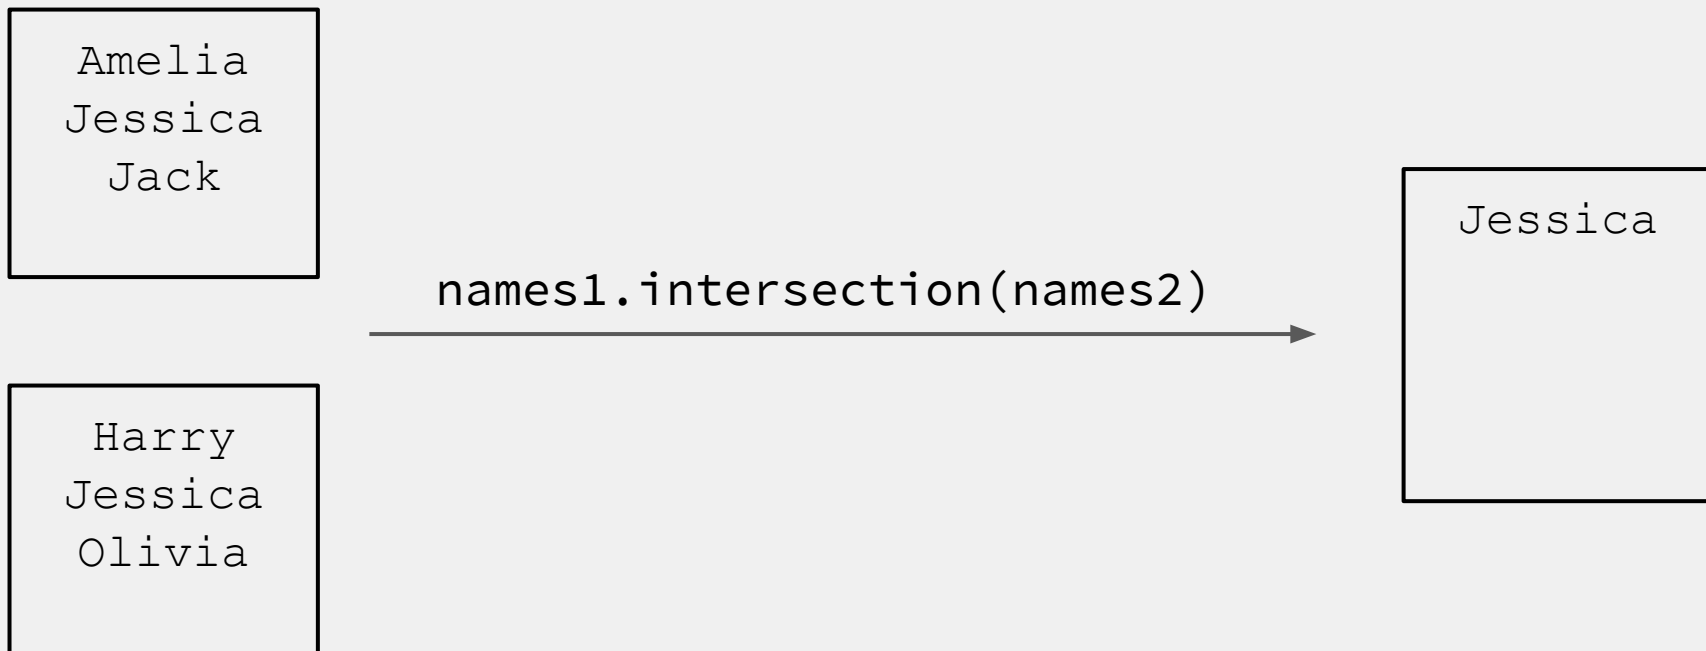 Amelia
Jessica
Jack
Harry
Jessica
Olivia
names1.intersection(names2)
Jessica